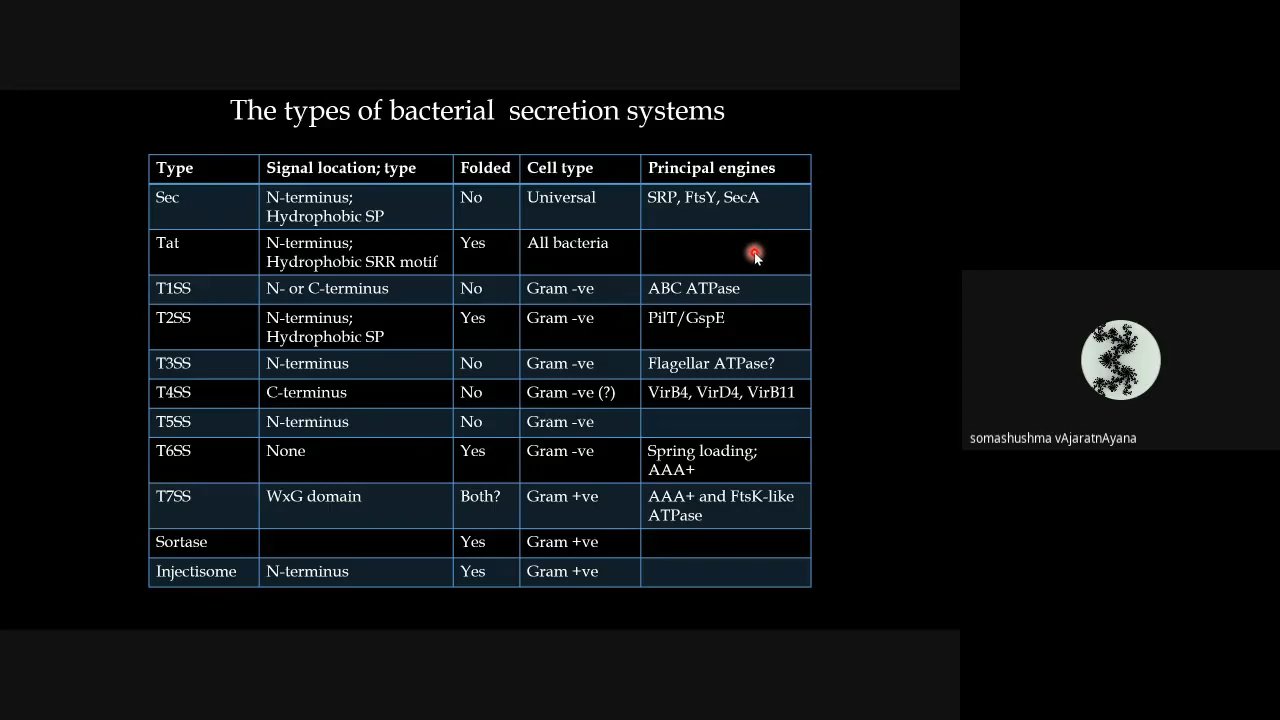 The types of bacterial secretion systems
Type Signal location; type Folded Cell type Principal engines
Sec N-terminus; No Universal SRP, FtsY, SecA
Hydrophobic SP
Tat N-terminus; Yes All bacteria
Hydrophobic SRR motif
T1SS N- or C-terminus No Gram -ve ABC ATPase
T2SS N-terminus; Yes Gram -ve PilT/GspE
Hydrophobic SP
T3SS N-terminus No Gram -ve Flagellar ATPase?
T4SS C-terminus No Gram -ve (?) VirB4, VirD4, VirB11
T5SS N-terminus No Gram -ve
T6SS None Yes Gram -ve Spring loading;
AAA+
T7SS WxG domain Both? Gram +ve AAA+ and FtsK-like
ATPase
Sortase Yes Gram +ve
Injectisome N-terminus Yes Gram +ve
somashushma vAjaratnAyana